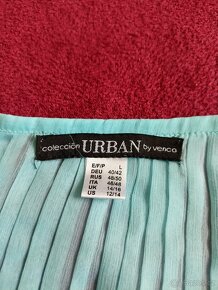 colección URBAN by venca
E/F/P L
DEU 40/42
RUS 48/50
ITA 46/48
UK 14/16
US 12/14